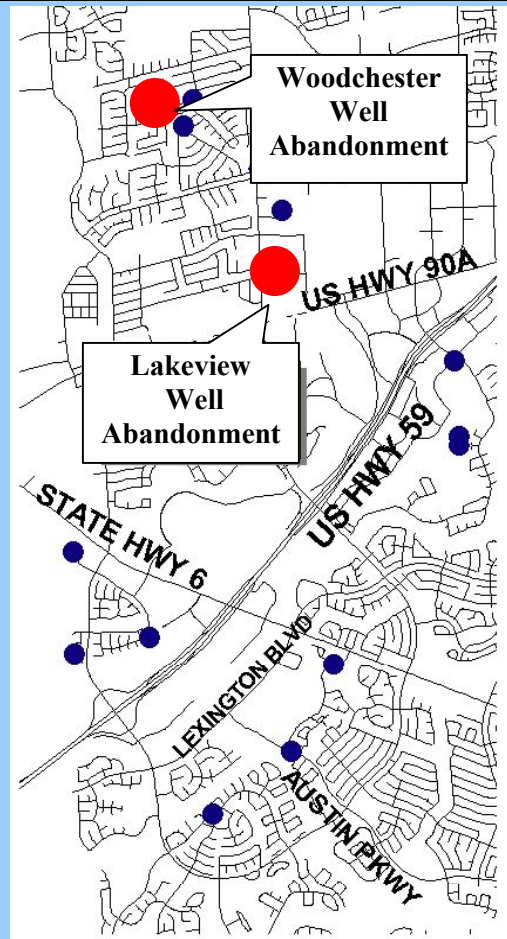 Woodchester
Well
Abandonment
US HWY 90A
Lakeview
Well
Abandonment
US HWY 59
STATE HWY 6
LEXINGTON BLVD
AUSTIN PKWY